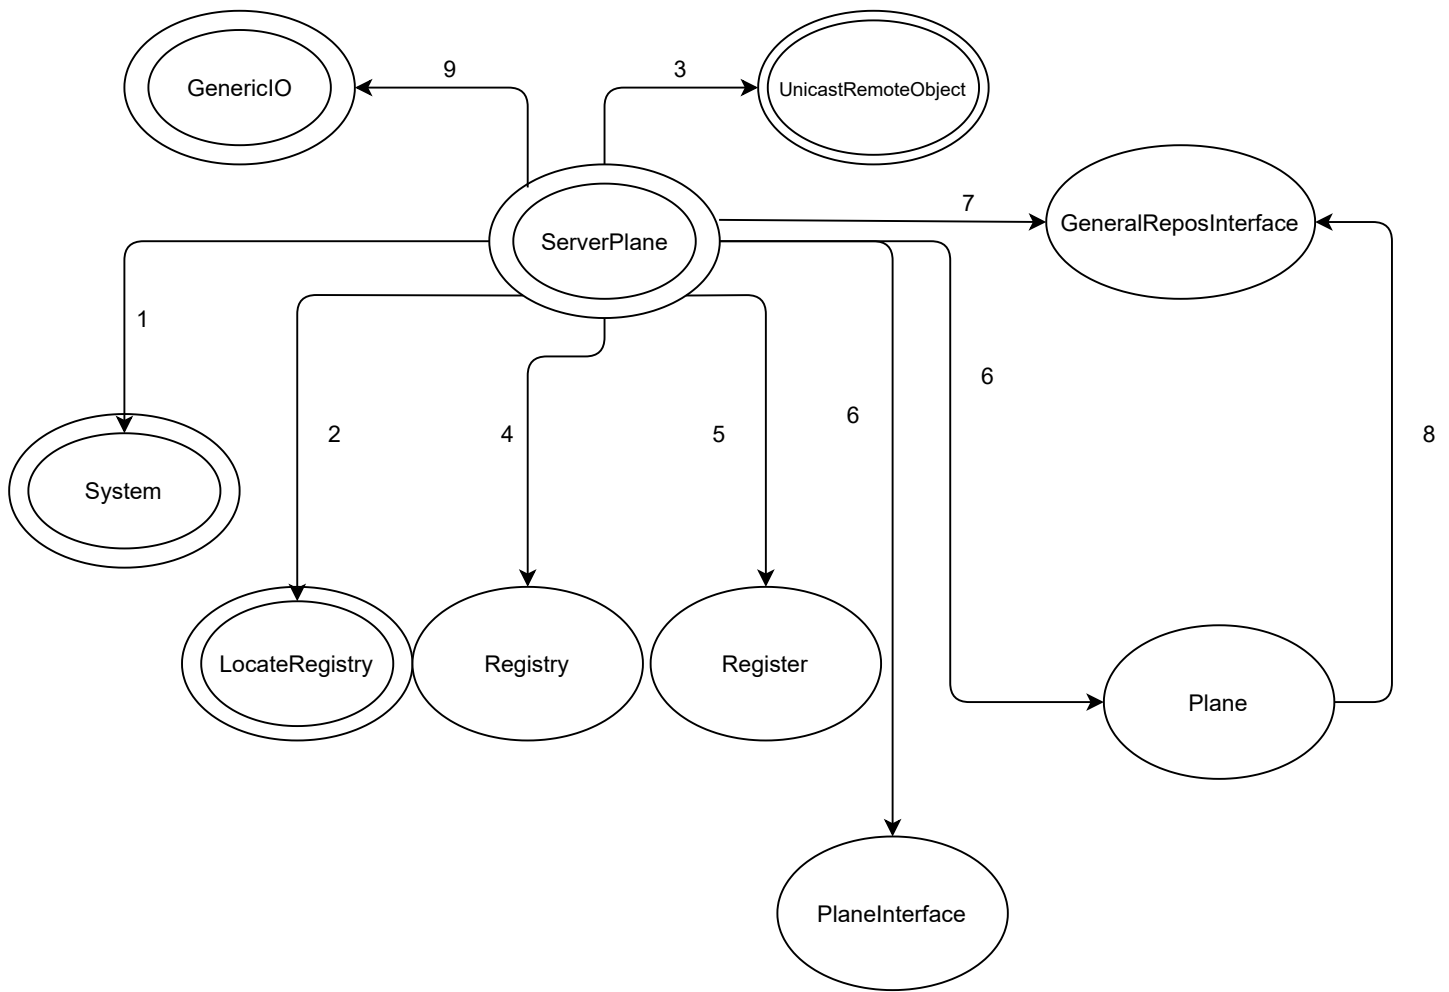 9
3
GenericIO
UnicastRemoteObject
7
GeneralReposInterface
ServerPlane
1
6
6
2
4
5
8
System
LocateRegistry
Registry
Register
Plane
PlaneInterface